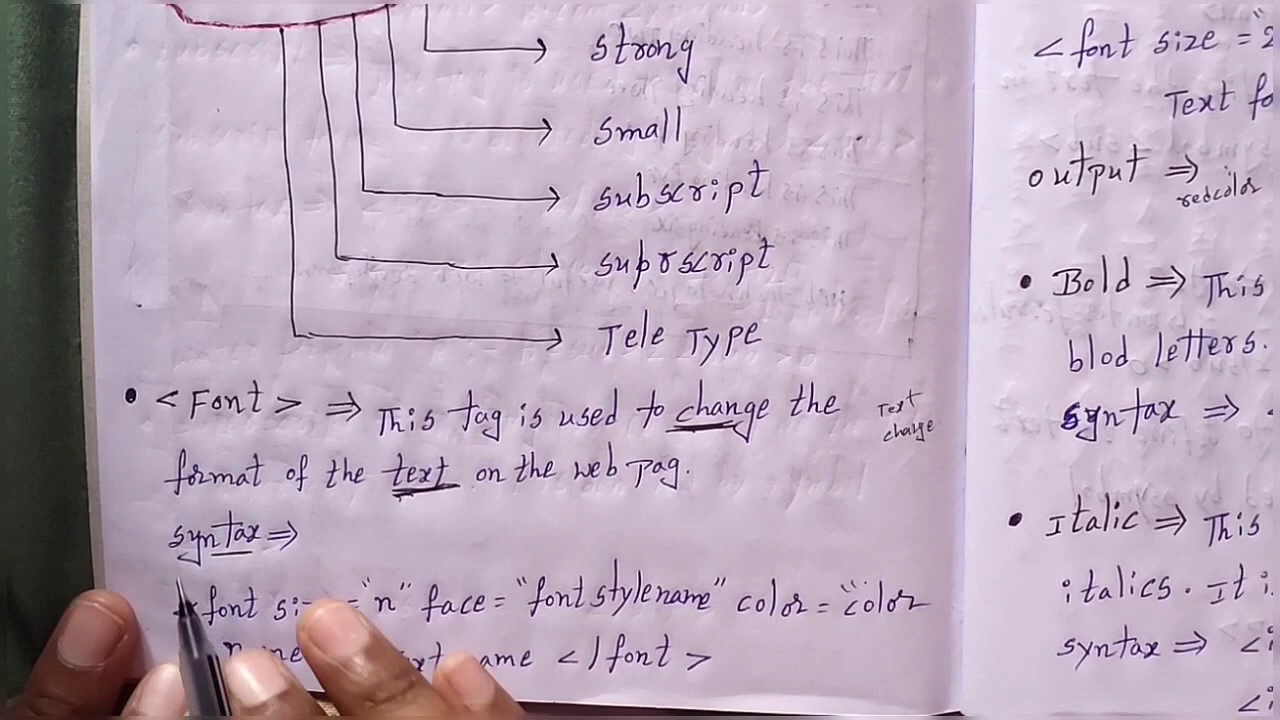 strong
small
subscript
suprscript
Tele Type
• <Font> ⇒ This tag is used to change the
Text
change
format of the text on the web Pag.
syntax ⇒
font "n" face = "fontstylename" color = "color
</font>
<font size = "2
Text fo
output ⇒
redcolor
• Bold ⇒ This
blod letters.
syntax ⇒ <
• Italic ⇒ This
italics. It i
syntax ⇒ <i
<i